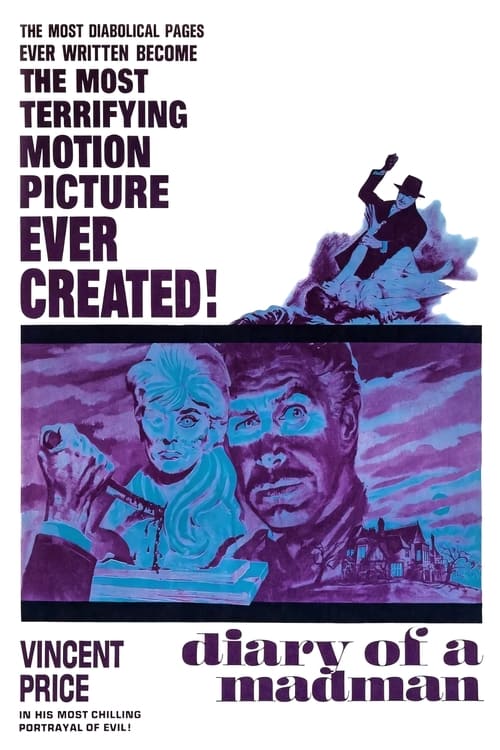 THE MOST DIABOLICAL PAGES
EVER WRITTEN BECOME
THE MOST
TERRIFYING
MOTION
PICTURE
EVER
CREATED!
VINCENT
PRICE
IN HIS MOST CHILLING
PORTRAYAL OF EVIL!
diary of a
madman